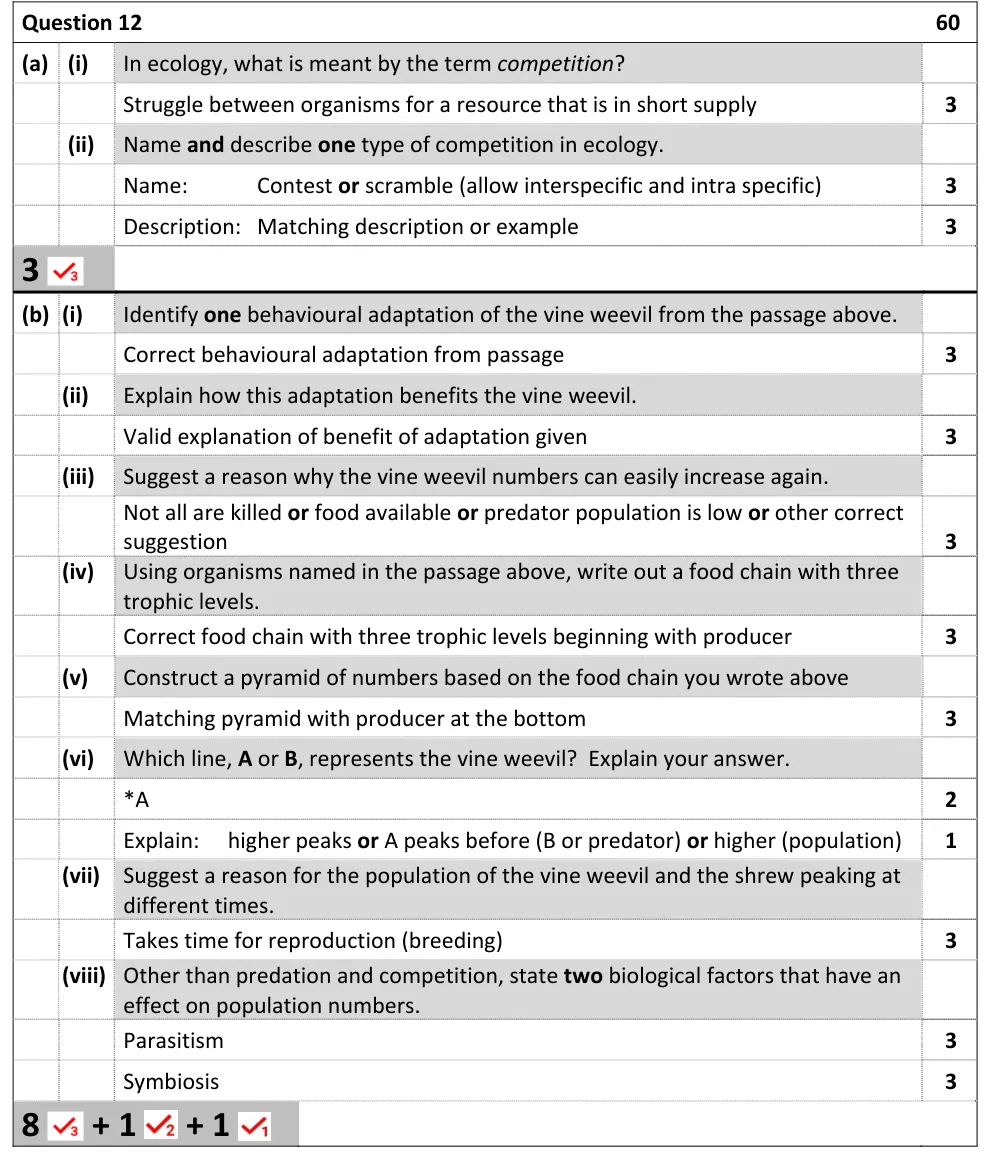 Question 12 60
(a) (i) In ecology, what is meant by the term competition?
Struggle between organisms for a resource that is in short supply 3
(ii) Name and describe one type of competition in ecology.
Name: Contest or scramble (allow interspecific and intra specific) 3
Description: Matching description or example 3
3 ✓3
(b) (i) Identify one behavioural adaptation of the vine weevil from the passage above.
Correct behavioural adaptation from passage 3
(ii) Explain how this adaptation benefits the vine weevil.
Valid explanation of benefit of adaptation given 3
(iii) Suggest a reason why the vine weevil numbers can easily increase again.
Not all are killed or food available or predator population is low or other correct
suggestion 3
(iv) Using organisms named in the passage above, write out a food chain with three
trophic levels.
Correct food chain with three trophic levels beginning with producer 3
(v) Construct a pyramid of numbers based on the food chain you wrote above
Matching pyramid with producer at the bottom 3
(vi) Which line, A or B, represents the vine weevil? Explain your answer.
*A 2
Explain: higher peaks or A peaks before (B or predator) or higher (population) 1
(vii) Suggest a reason for the population of the vine weevil and the shrew peaking at
different times.
Takes time for reproduction (breeding) 3
(viii) Other than predation and competition, state two biological factors that have an
effect on population numbers.
Parasitism 3
Symbiosis 3
8 ✓3 + 1 ✓2 + 1 ✓1